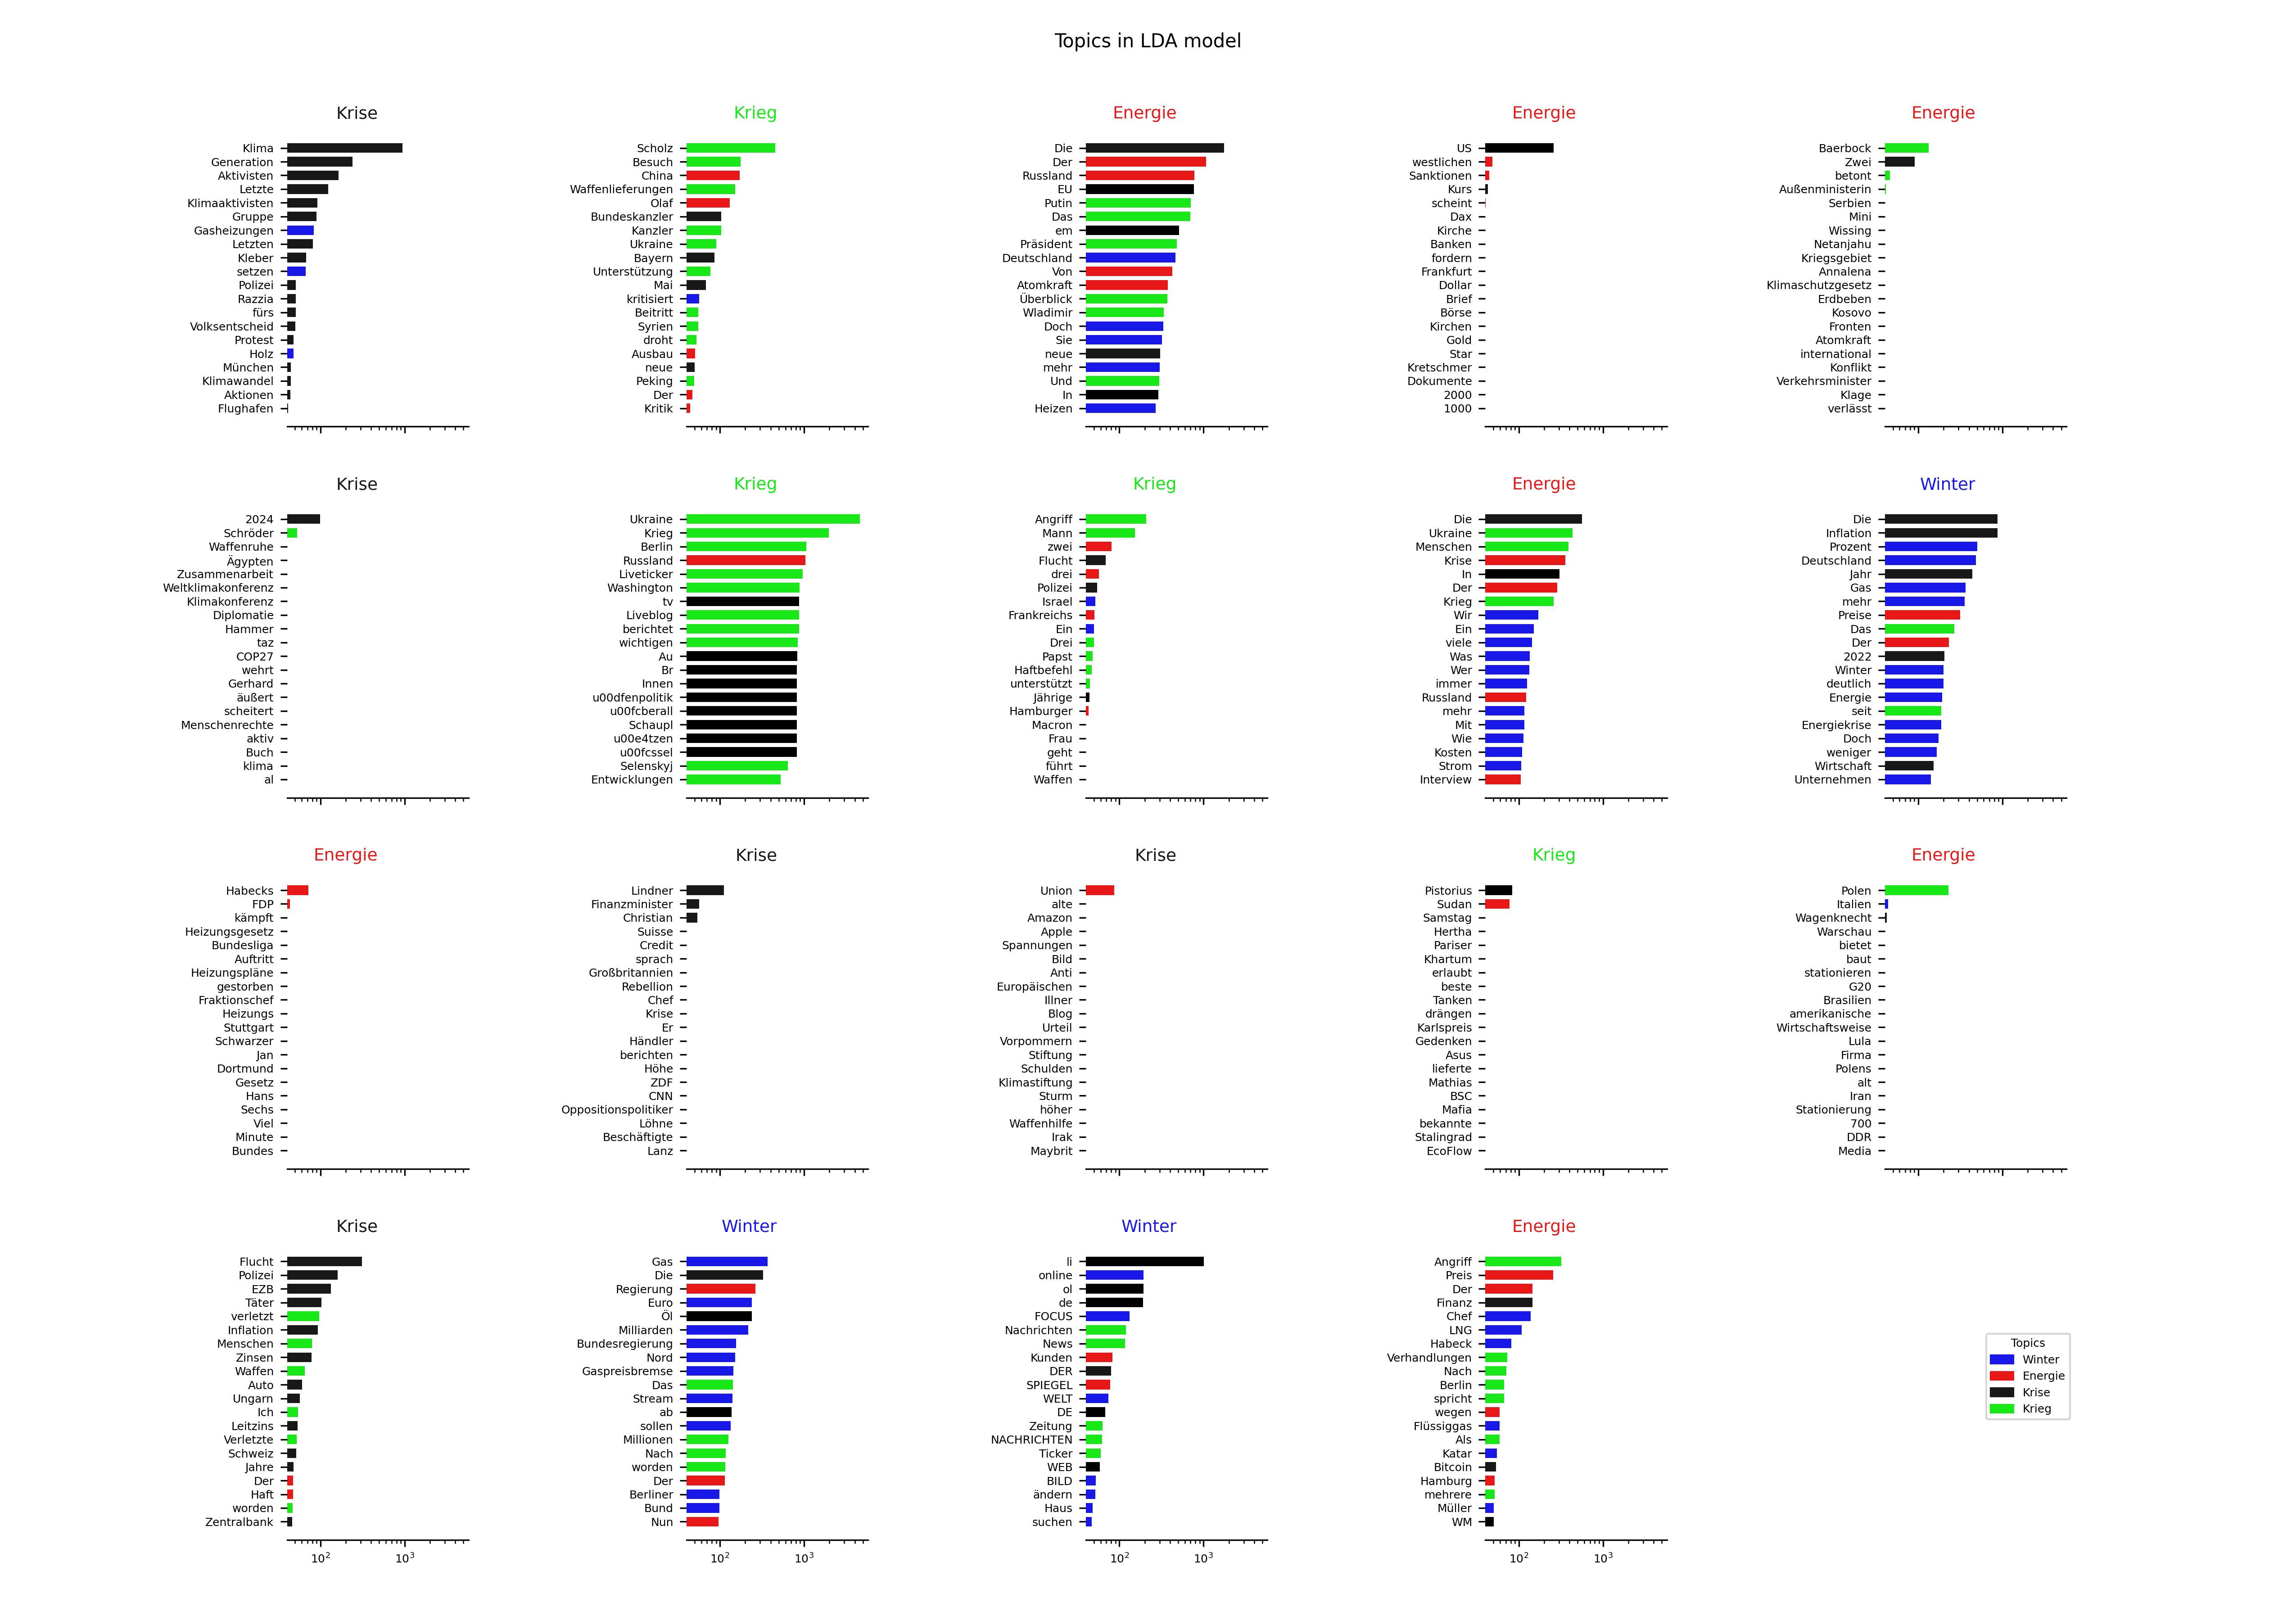 Topics in LDA model
Krise
Klima
Generation
Aktivisten
Letzte
Klimaaktivisten
Gruppe
Gasheizungen
Letzten
Kleber
setzen
Polizei
Razzia
fürs
Volksentscheid
Protest
Holz
München
Klimawandel
Aktionen
Flughafen
Krieg
Scholz
Besuch
China
Waffenlieferungen
Olaf
Bundeskanzler
Kanzler
Ukraine
Bayern
Unterstützung
Mai
kritisiert
Beitritt
Syrien
droht
Ausbau
neue
Peking
Der
Kritik
Energie
Die
Der
Russland
EU
Putin
Das
em
Präsident
Deutschland
Von
Atomkraft
Überblick
Wladimir
Doch
Sie
neue
mehr
Und
In
Heizen
Energie
US
westlichen
Sanktionen
Kurs
scheint
Dax
Kirche
Banken
fordern
Frankfurt
Dollar
Brief
Börse
Kirchen
Gold
Star
Kretschmer
Dokumente
2000
1000
Energie
Baerbock
Zwei
betont
Außenministerin
Serbien
Mini
Wissing
Netanjahu
Kriegsgebiet
Annalena
Klimaschutzgesetz
Erdbeben
Kosovo
Fronten
Atomkraft
international
Konflikt
Verkehrsminister
Klage
verlässt
Krise
2024
Schröder
Waffenruhe
Ägypten
Zusammenarbeit
Weltklimakonferenz
Klimakonferenz
Diplomatie
Hammer
taz
COP27
wehrt
Gerhard
äußert
scheitert
Menschenrechte
aktiv
Buch
klima
al
Krieg
Ukraine
Krieg
Berlin
Russland
Liveticker
Washington
tv
Liveblog
berichtet
wichtigen
Au
Br
Innen
u00dfenpolitik
u00fcberall
Schaupl
u00e4tzen
u00fcssel
Selenskyj
Entwicklungen
Krieg
Angriff
Mann
zwei
Flucht
drei
Polizei
Israel
Frankreichs
Ein
Drei
Papst
Haftbefehl
unterstützt
Jährige
Hamburger
Macron
Frau
geht
führt
Waffen
Energie
Die
Ukraine
Menschen
Krise
In
Der
Krieg
Wir
Ein
viele
Was
Wer
immer
Russland
mehr
Mit
Wie
Kosten
Strom
Interview
Winter
Die
Inflation
Prozent
Deutschland
Jahr
Gas
mehr
Preise
Das
Der
2022
Winter
deutlich
Energie
seit
Energiekrise
Doch
weniger
Wirtschaft
Unternehmen
Energie
Habecks
FDP
kämpft
Heizungsgesetz
Bundesliga
Auftritt
Heizungspläne
gestorben
Fraktionschef
Heizungs
Stuttgart
Schwarzer
Jan
Dortmund
Gesetz
Hans
Sechs
Viel
Minute
Bundes
Krise
Lindner
Finanzminister
Christian
Suisse
Credit
sprach
Großbritannien
Rebellion
Chef
Krise
Er
Händler
berichten
Höhe
ZDF
CNN
Oppositionspolitiker
Löhne
Beschäftigte
Lanz
Krise
Union
alte
Amazon
Apple
Spannungen
Bild
Anti
Europäischen
Illner
Blog
Urteil
Vorpommern
Stiftung
Schulden
Klimastiftung
Sturm
höher
Waffenhilfe
Irak
Maybrit
Krieg
Pistorius
Sudan
Samstag
Hertha
Pariser
Khartum
erlaubt
beste
Tanken
drängen
Karlspreis
Gedenken
Asus
lieferte
Mathias
BSC
Mafia
bekannte
Stalingrad
EcoFlow
Energie
Polen
Italien
Wagenknecht
Warschau
bietet
baut
stationieren
G20
Brasilien
amerikanische
Wirtschaftsweise
Lula
Firma
Polens
alt
Iran
Stationierung
700
DDR
Media
Krise
Flucht
Polizei
EZB
Täter
verletzt
Inflation
Menschen
Zinsen
Waffen
Auto
Ungarn
Ich
Leitzins
Verletzte
Schweiz
Jahre
Der
Haft
worden
Zentralbank
10² 10³
Winter
Gas
Die
Regierung
Euro
Öl
Milliarden
Bundesregierung
Nord
Gaspreisbremse
Das
Stream
ab
sollen
Millionen
Nach
worden
Der
Berliner
Bund
Nun
10² 10³
Winter
li
online
ol
de
FOCUS
Nachrichten
News
Kunden
DER
SPIEGEL
WELT
DE
Zeitung
NACHRICHTEN
Ticker
WEB
BILD
ändern
Haus
suchen
10² 10³
Energie
Angriff
Preis
Der
Finanz
Chef
LNG
Habeck
Verhandlungen
Nach
Berlin
spricht
wegen
Flüssiggas
Als
Katar
Bitcoin
Hamburg
mehrere
Müller
WM
10² 10³
Topics
Winter
Energie
Krise
Krieg